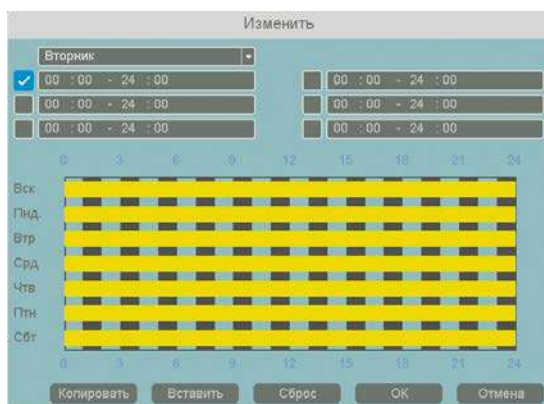 Изменить
Вторник
00 :00 - 24 :00 00 :00 - 24 :00
00 :00 - 24 :00 00 :00 - 24 :00
00 :00 - 24 :00 00 :00 - 24 :00
0 3 6 9 12 15 18 21 24
Вск
Пнд.
Втр
Срд
Чтв
Птн
Сбт
0 3 6 9 12 15 18 21 24
Копировать Вставить Сброс OK Отмена